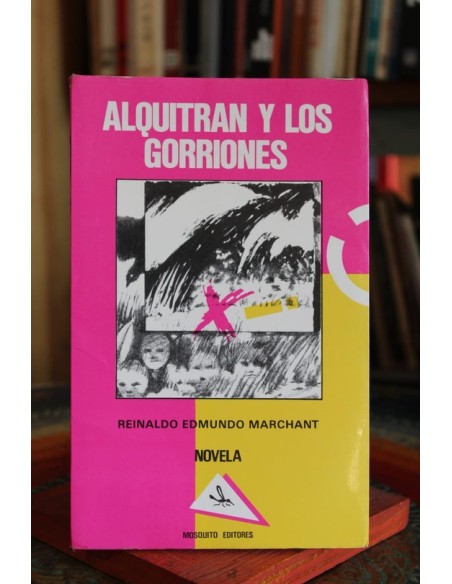 ALQUITRAN Y LOS
GORRIONES
REINALDO EDMUNDO MARCHANT
NOVELA
MOSQUITO EDITORES